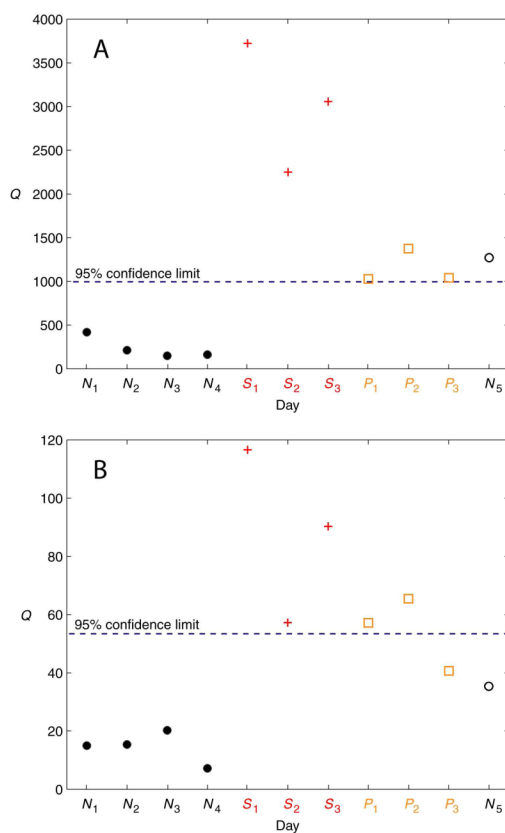 A
4000
3500
3000
2500
Q
2000
1500
95% confidence limit
1000
500
0
N1 N2 N3 N4 S1 S2 S3 P1 P2 P3 N5
Day
B
120
100
80
Q
95% confidence limit
60
40
20
0
N1 N2 N3 N4 S1 S2 S3 P1 P2 P3 N5
Day